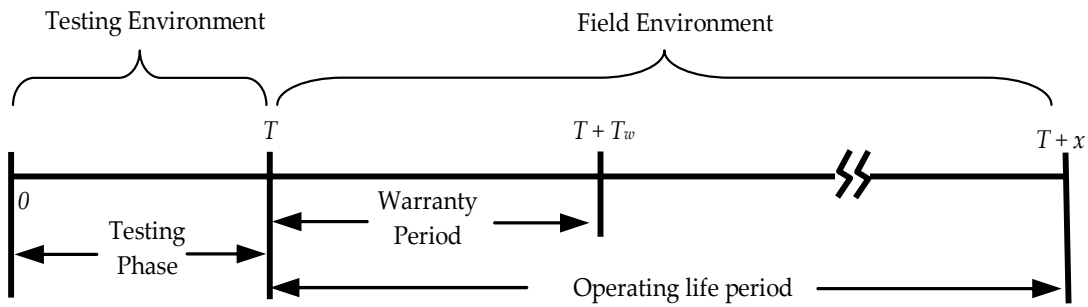 Testing Environment
Field Environment
T
T + Tw
T + x
0
Testing
Phase
Warranty
Period
Operating life period